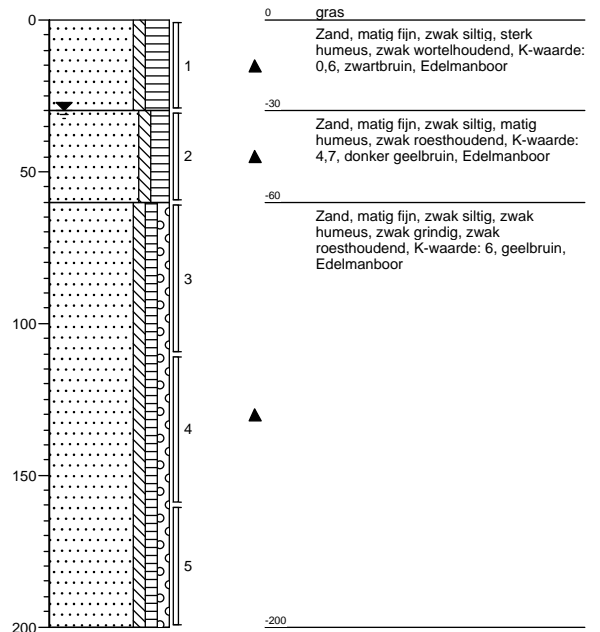 0
50
100
150
200
1
2
3
4
5
0 gras
Zand, matig fijn, zwak siltig, sterk
humeus, zwak wortelhoudend, K-waarde:
0,6, zwartbruin, Edelmanboor
-30
Zand, matig fijn, zwak siltig, matig
humeus, zwak roesthoudend, K-waarde:
4,7, donker geelbruin, Edelmanboor
-60
Zand, matig fijn, zwak siltig, zwak
humeus, zwak grindig, zwak
roesthoudend, K-waarde: 6, geelbruin,
Edelmanboor
-200